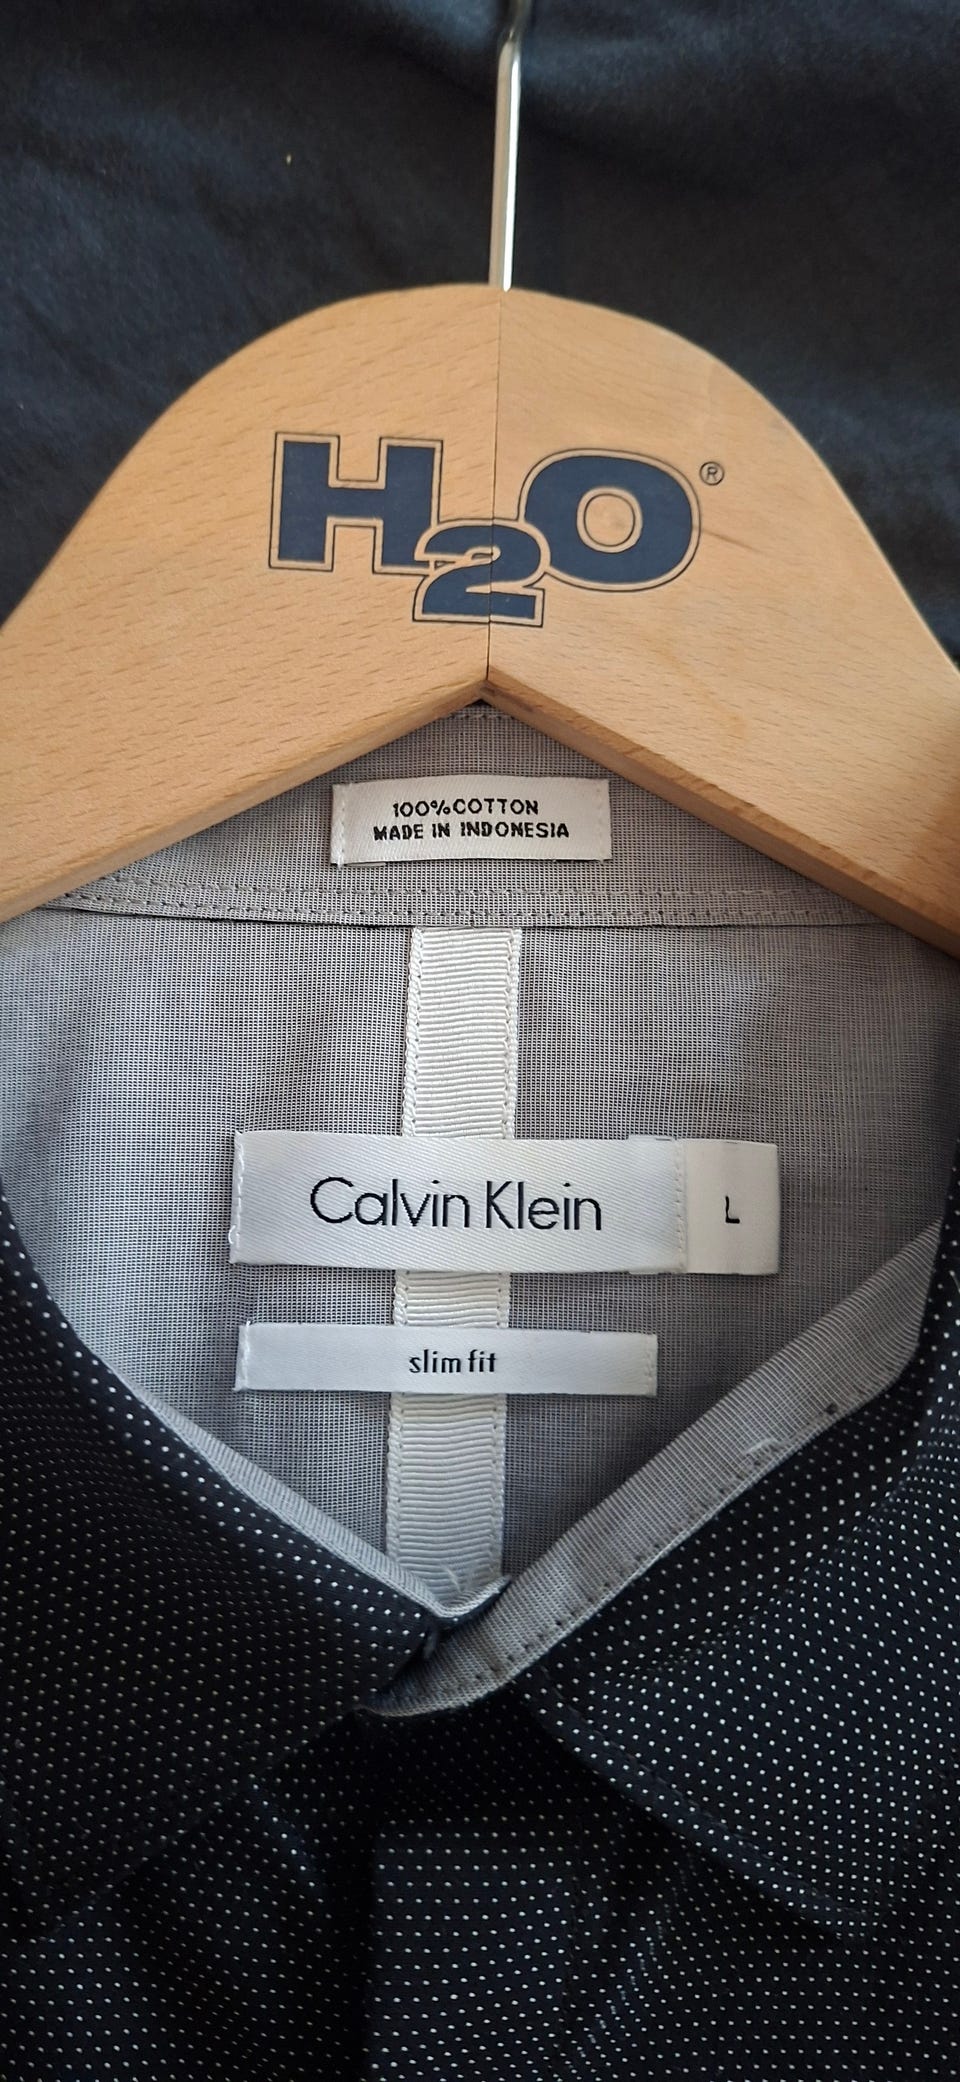 H2O®
100%COTTON
MADE IN INDONESIA
Calvin Klein L
slim fit